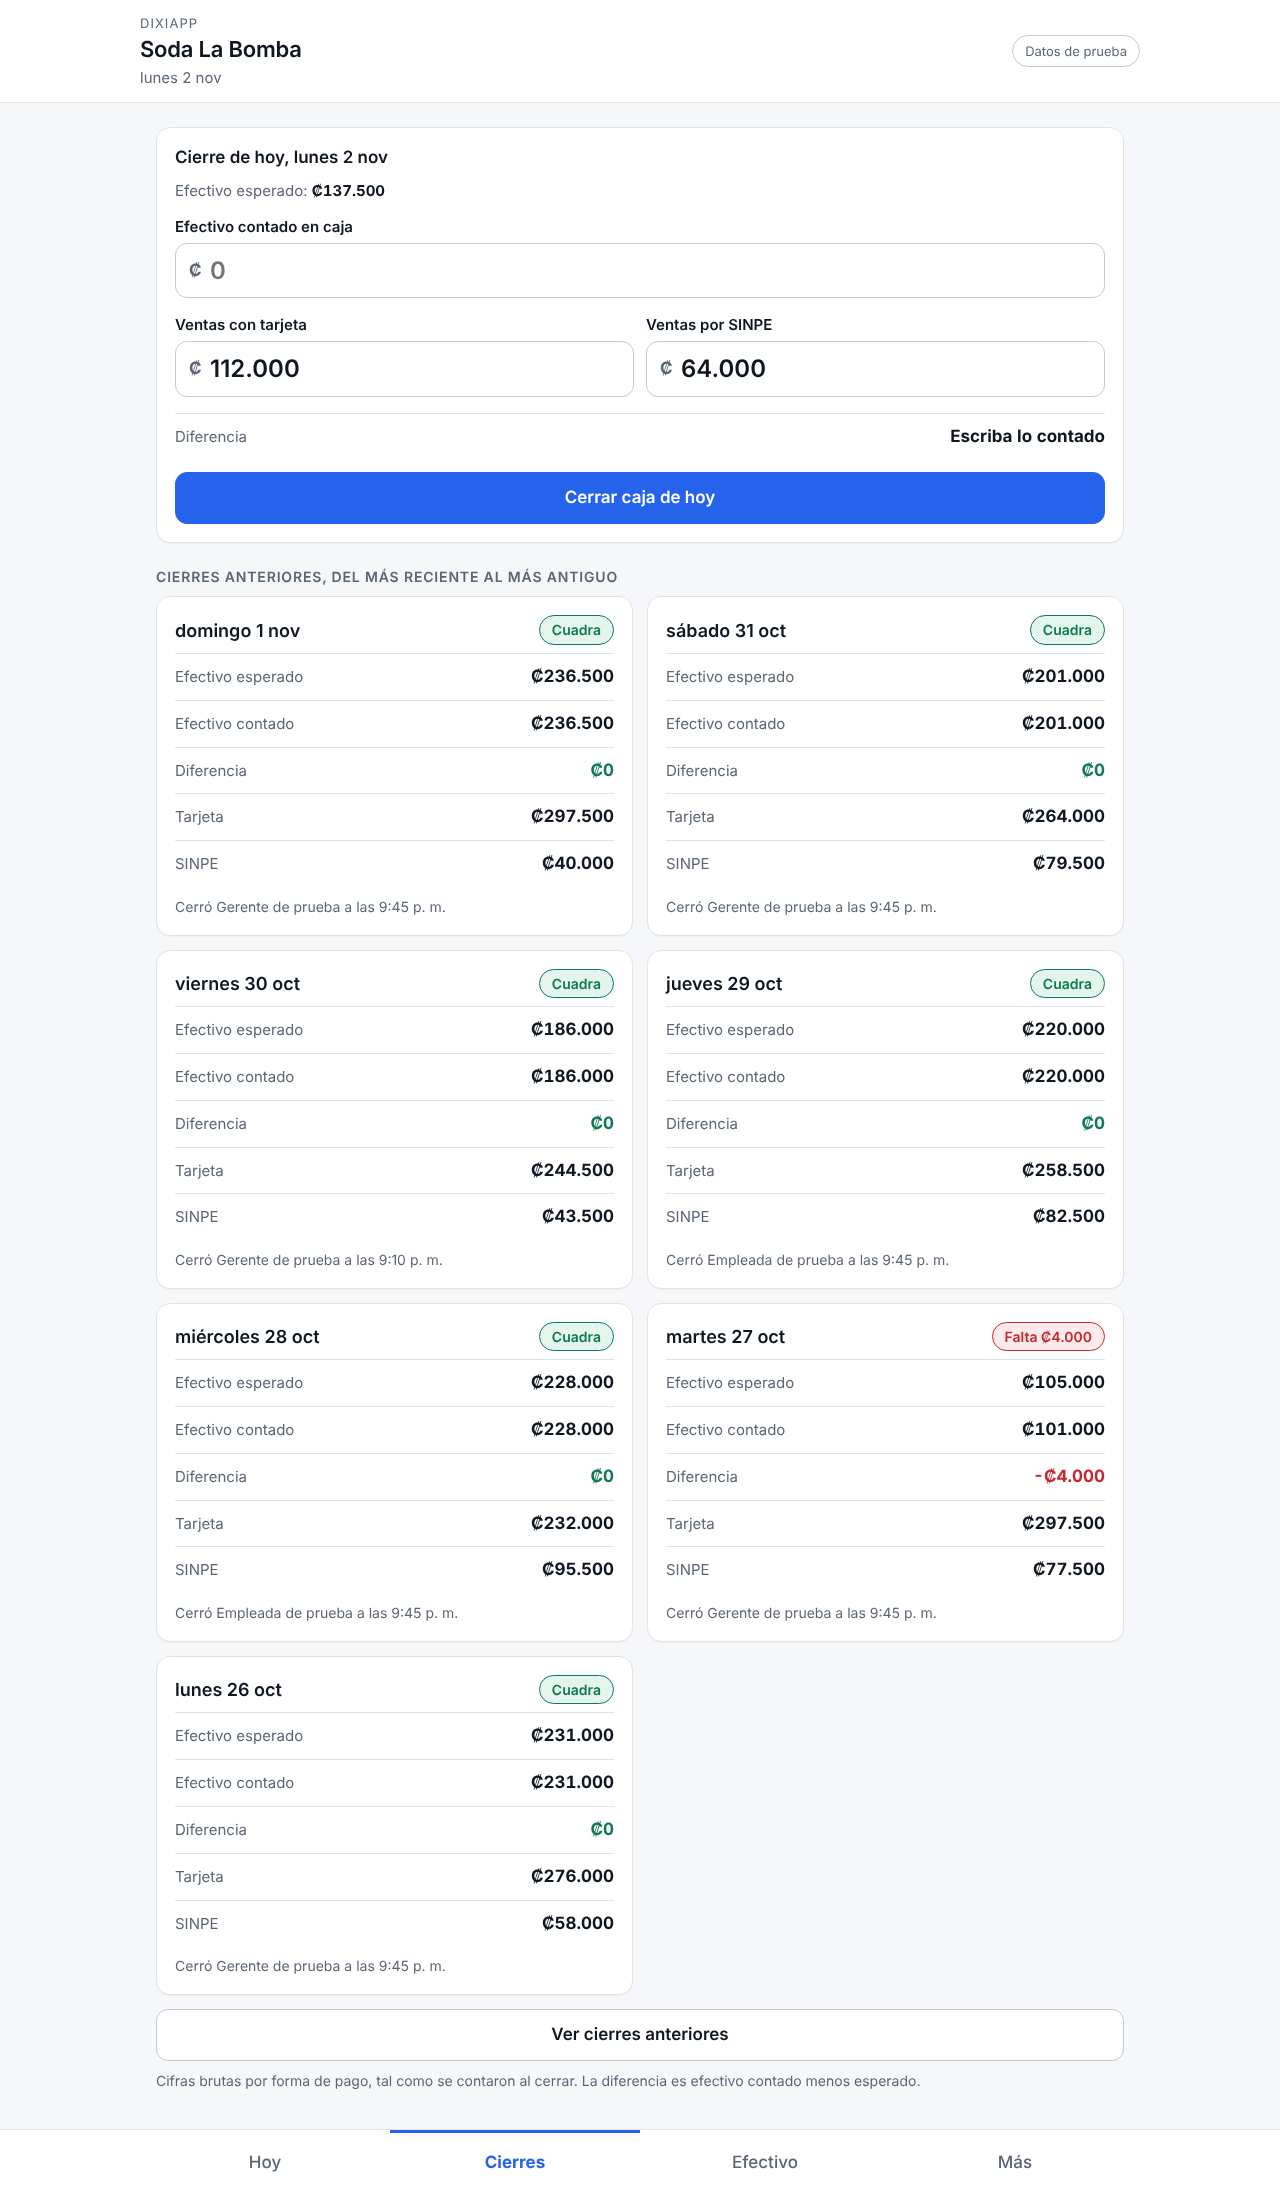 DIXIAPP
Soda La Bomba
lunes 2 nov
Datos de prueba
Cierre de hoy, lunes 2 nov
Efectivo esperado: ₡137.500
Efectivo contado en caja
₡ 0
Ventas con tarjeta
₡ 112.000
Ventas por SINPE
₡ 64.000
Diferencia
Escriba lo contado
Cerrar caja de hoy
CIERRES ANTERIORES, DEL MÁS RECIENTE AL MÁS ANTIGUO
domingo 1 nov
Cuadra
Efectivo esperado
₡236.500
Efectivo contado
₡236.500
Diferencia
₡0
Tarjeta
₡297.500
SINPE
₡40.000
Cerró Gerente de prueba a las 9:45 p. m.
sábado 31 oct
Cuadra
Efectivo esperado
₡201.000
Efectivo contado
₡201.000
Diferencia
₡0
Tarjeta
₡264.000
SINPE
₡79.500
Cerró Gerente de prueba a las 9:45 p. m.
viernes 30 oct
Cuadra
Efectivo esperado
₡186.000
Efectivo contado
₡186.000
Diferencia
₡0
Tarjeta
₡244.500
SINPE
₡43.500
Cerró Gerente de prueba a las 9:10 p. m.
jueves 29 oct
Cuadra
Efectivo esperado
₡220.000
Efectivo contado
₡220.000
Diferencia
₡0
Tarjeta
₡258.500
SINPE
₡82.500
Cerró Empleada de prueba a las 9:45 p. m.
miércoles 28 oct
Cuadra
Efectivo esperado
₡228.000
Efectivo contado
₡228.000
Diferencia
₡0
Tarjeta
₡232.000
SINPE
₡95.500
Cerró Empleada de prueba a las 9:45 p. m.
martes 27 oct
Falta ₡4.000
Efectivo esperado
₡105.000
Efectivo contado
₡101.000
Diferencia
-₡4.000
Tarjeta
₡297.500
SINPE
₡77.500
Cerró Gerente de prueba a las 9:45 p. m.
lunes 26 oct
Cuadra
Efectivo esperado
₡231.000
Efectivo contado
₡231.000
Diferencia
₡0
Tarjeta
₡276.000
SINPE
₡58.000
Cerró Gerente de prueba a las 9:45 p. m.
Ver cierres anteriores
Cifras brutas por forma de pago, tal como se contaron al cerrar. La diferencia es efectivo contado menos esperado.
Hoy
Cierres
Efectivo
Más